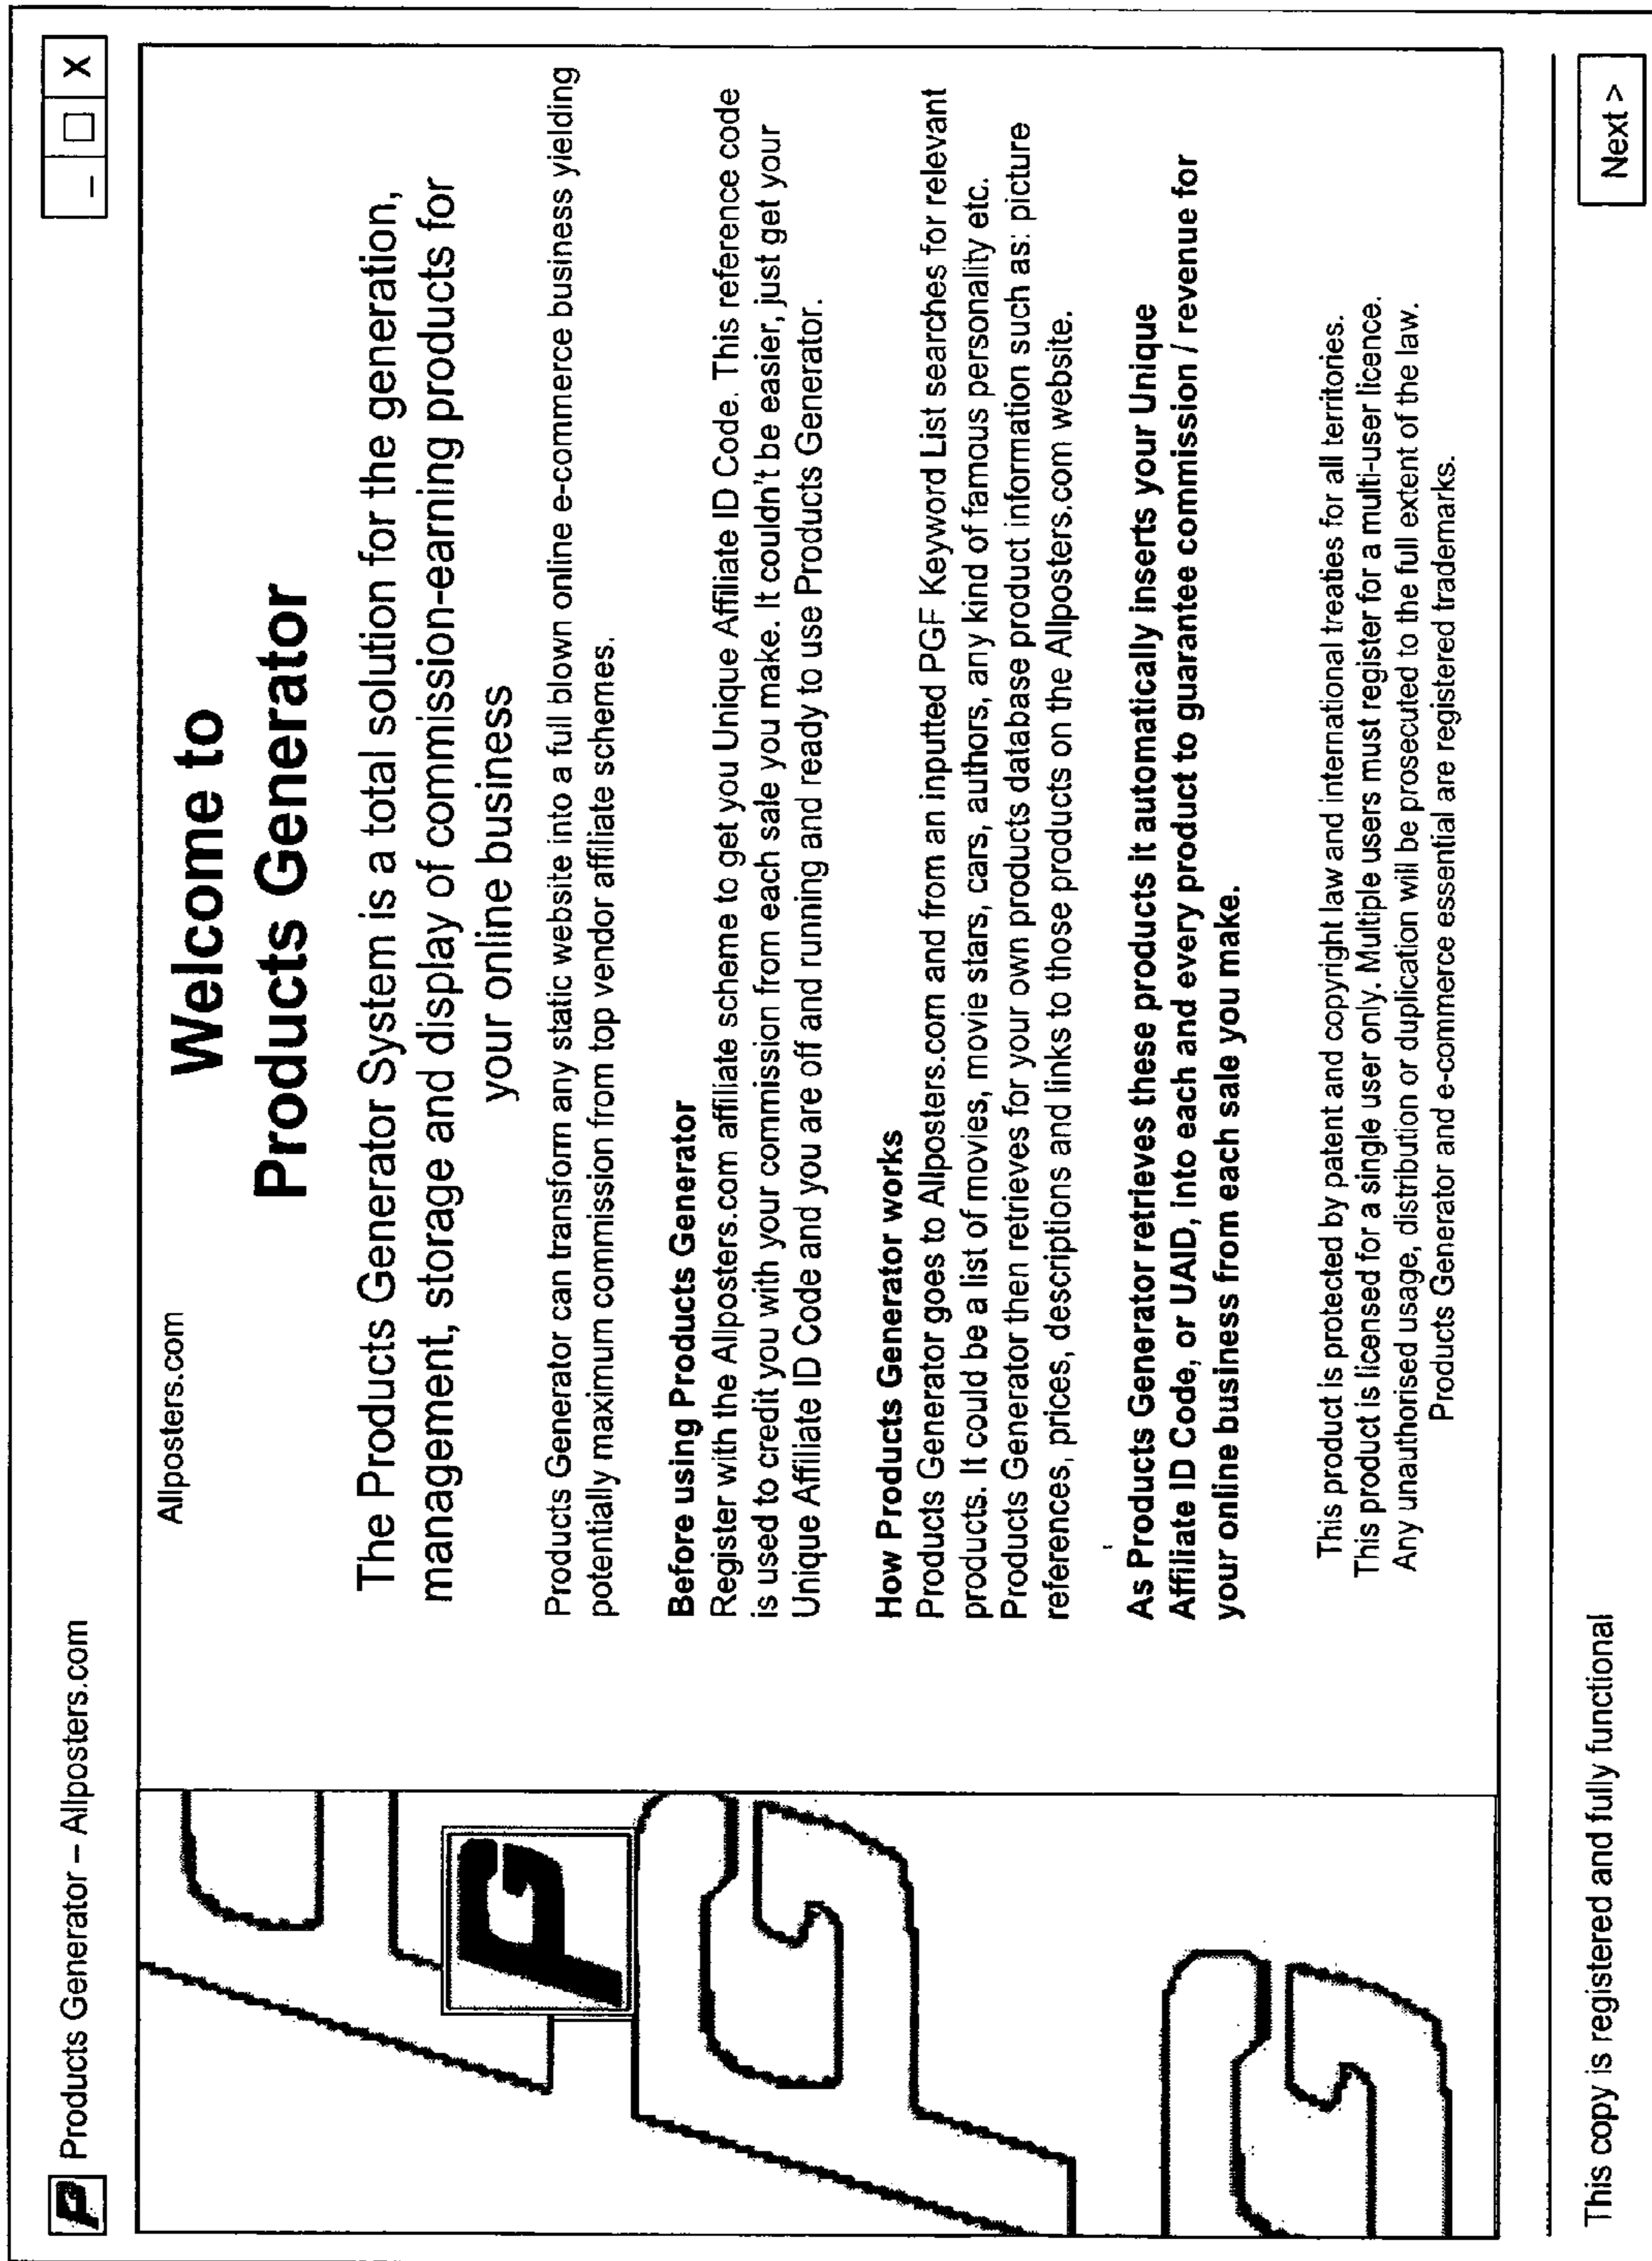 Products Generator – Allposters.com
_ □ X
Allposters.com
Welcome to
Products Generator
The Products Generator System is a total solution for the generation,
management, storage and display of commission-earning products for
your online business
Products Generator can transform any static website into a full blown online e-commerce business yielding
potentially maximum commission from top vendor affiliate schemes.
Before using Products Generator
Register with the Allposters.com affiliate scheme to get you Unique Affiliate ID Code. This reference code
is used to credit you with your commission from each sale you make. It couldn't be easier, just get your
Unique Affiliate ID Code and you are off and running and ready to use Products Generator.
How Products Generator works
Products Generator goes to Allposters.com and from an inputted PGF Keyword List searches for relevant
products. It could be a list of movies, movie stars, cars, authors, any kind of famous personality etc.
Products Generator then retrieves for your own products database product information such as: picture
references, prices, descriptions and links to those products on the Allposters.com website.
As Products Generator retrieves these products it automatically inserts your Unique
Affiliate ID Code, or UAID, into each and every product to guarantee commission / revenue for
your online business from each sale you make.
This product is protected by patent and copyright law and international treaties for all territories.
This product is licensed for a single user only. Multiple users must register for a multi-user licence.
Any unauthorised usage, distribution or duplication will be prosecuted to the full extent of the law.
Products Generator and e-commerce essential are registered trademarks.
PG
This copy is registered and fully functional
Next >